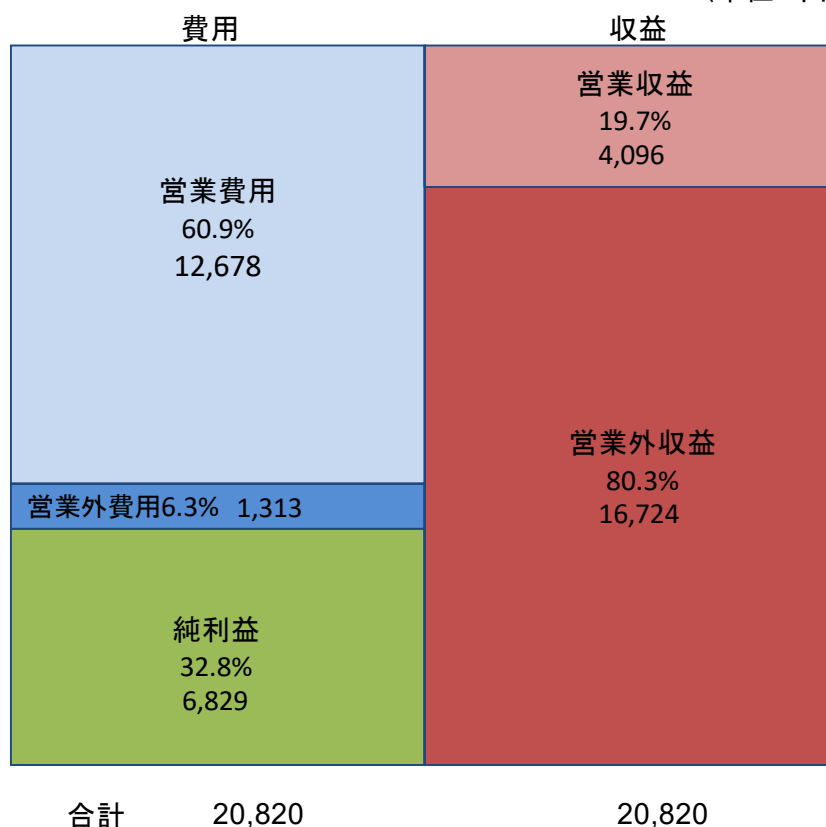 費用
収益
営業費用
60.9%
12,678
営業外費用6.3% 1,313
純利益
32.8%
6,829
営業収益
19.7%
4,096
営業外収益
80.3%
16,724
合計 20,820 20,820